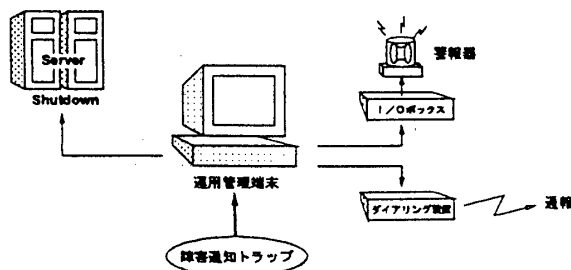 Server
Shutdown
警報器
I/Oボックス
運用管理端末
ダイアリング装置
通報
障害通知トラップ